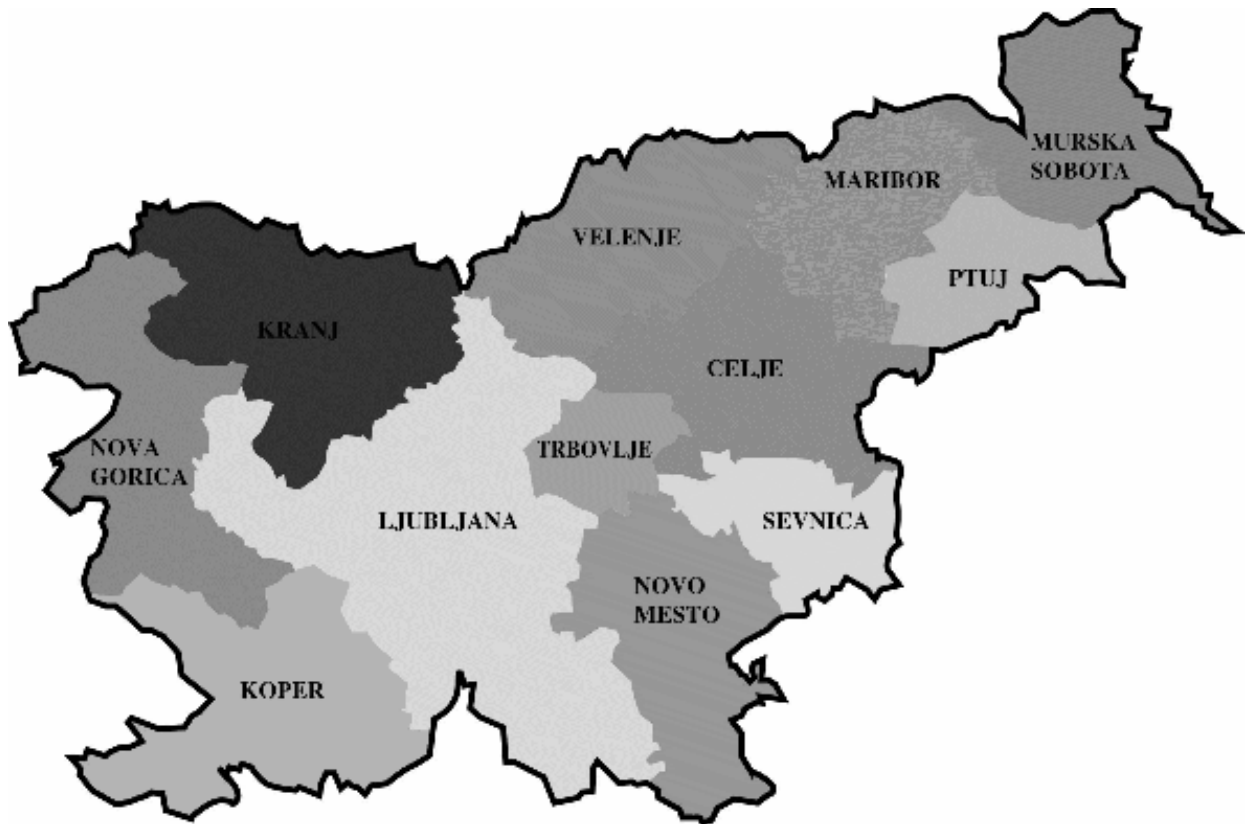 MURSKA
SOBOTA
MARIBOR
VELENJE
PTUJ
KRANJ
CELJE
NOVA
GORICA
TRBOVLJE
LJUBLJANA
SEVNICA
NOVO
MESTO
KOPER